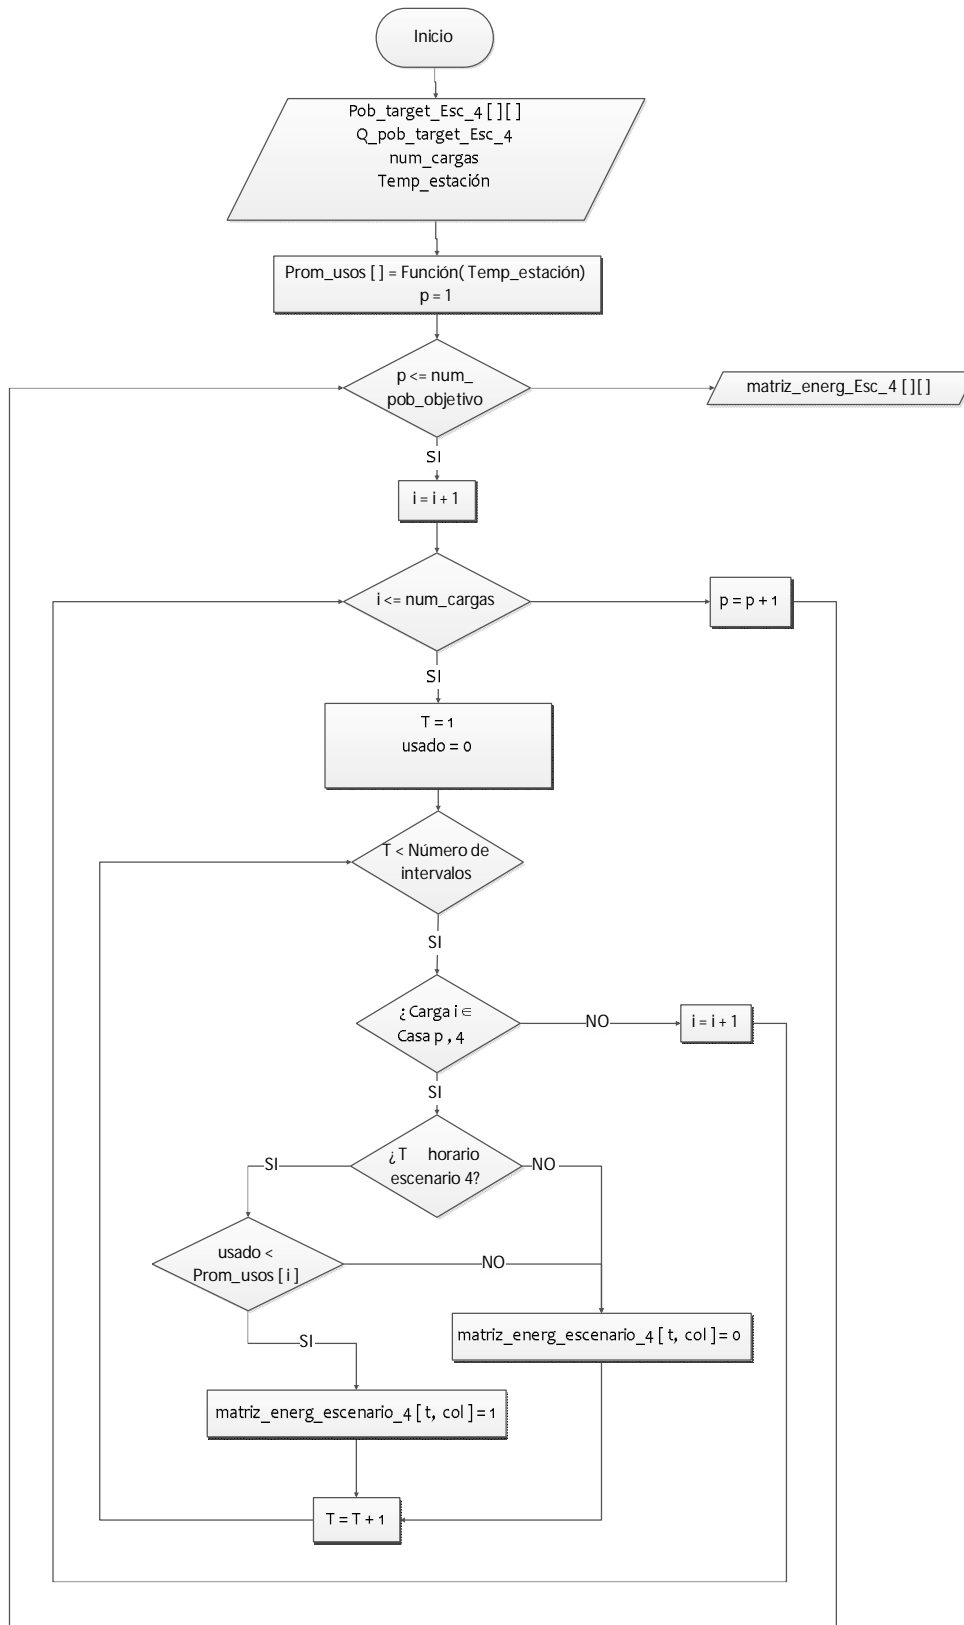 Inicio
Pob_target_Esc_4 [ ] [ ]
Q_pob_target_Esc_4
num_cargas
Temp_estación
Prom_usos [ ] = Función( Temp_estación)
p = 1
p <= num_
pob_objetivo
matriz_energ_Esc_4 [ ] [ ]
SI
i = i + 1
i <= num_cargas
p = p + 1
SI
T = 1
usado = 0
T < Número de
intervalos
SI
¿Carga i ∈
Casa p , 4
NO
i = i + 1
SI
¿T horario
escenario 4?
SI
NO
usado <
Prom_usos [ i ]
NO
SI
matriz_energ_escenario_4 [ t, col ] = 0
matriz_energ_escenario_4 [ t, col ] = 1
T = T + 1